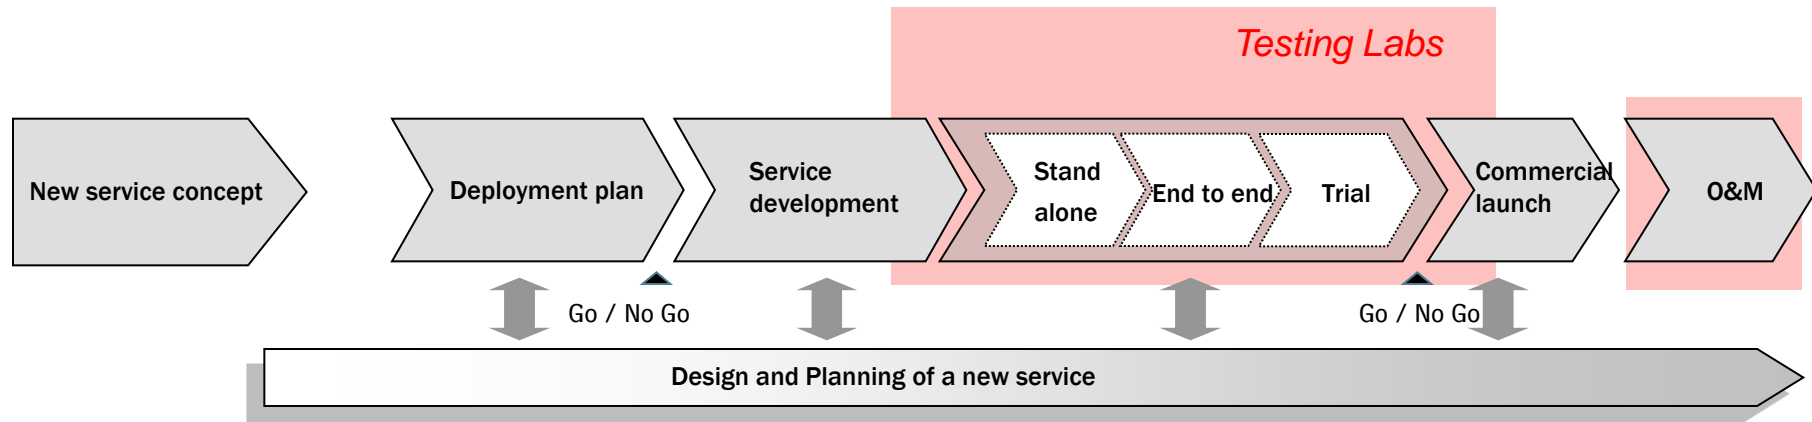 Testing Labs
New service concept
Deployment plan
Service
development
Stand
alone
End to end
Trial
Commercial
launch
O&M
Go / No Go
Go / No Go
Design and Planning of a new service